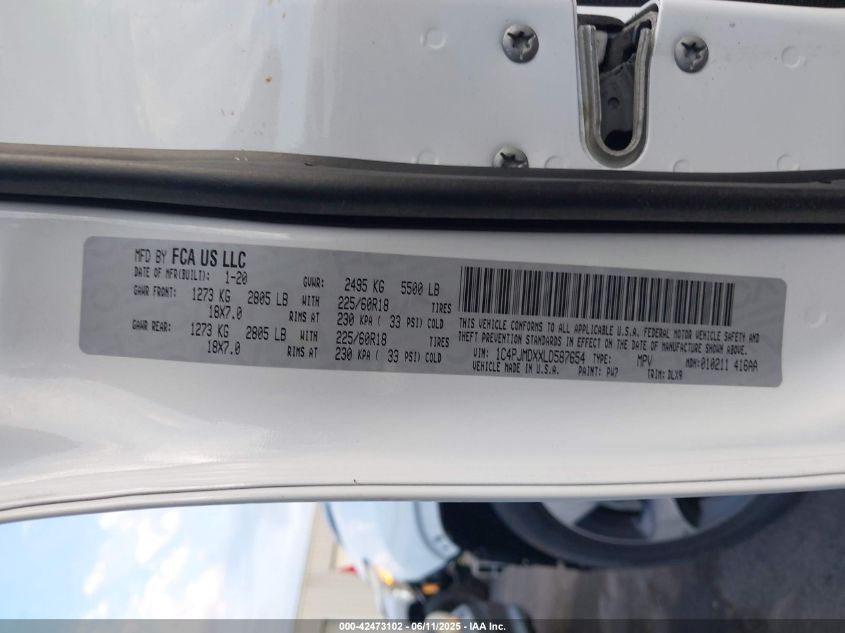 MFD BY FCA US LLC
DATE OF MFR(BUILT): 1-20 GVWR: 2495 KG 5500 LB
GAWR FRONT: 1273 KG 2805 LB WITH 225/60R18 TIRES
18X7.0 RIMS AT 230 KPA ( 33 PSI) COLD
GAWR REAR: 1273 KG 2805 LB WITH 225/60R18 TIRES
18X7.0 RIMS AT 230 KPA ( 33 PSI) COLD
THIS VEHICLE CONFORMS TO ALL APPLICABLE U.S.A. FEDERAL MOTOR VEHICLE SAFETY AND
THEFT PREVENTION STANDARDS IN EFFECT ON THE DATE OF MANUFACTURE SHOWN ABOVE.
VIN: 1C4PJMDXXLD587654 TYPE: MPV MDH:010211 416AA
VEHICLE MADE IN U.S.A. PAINT: PW7 TRIM: DLX9
000-42473102 - 06/11/2025 - IAA Inc.